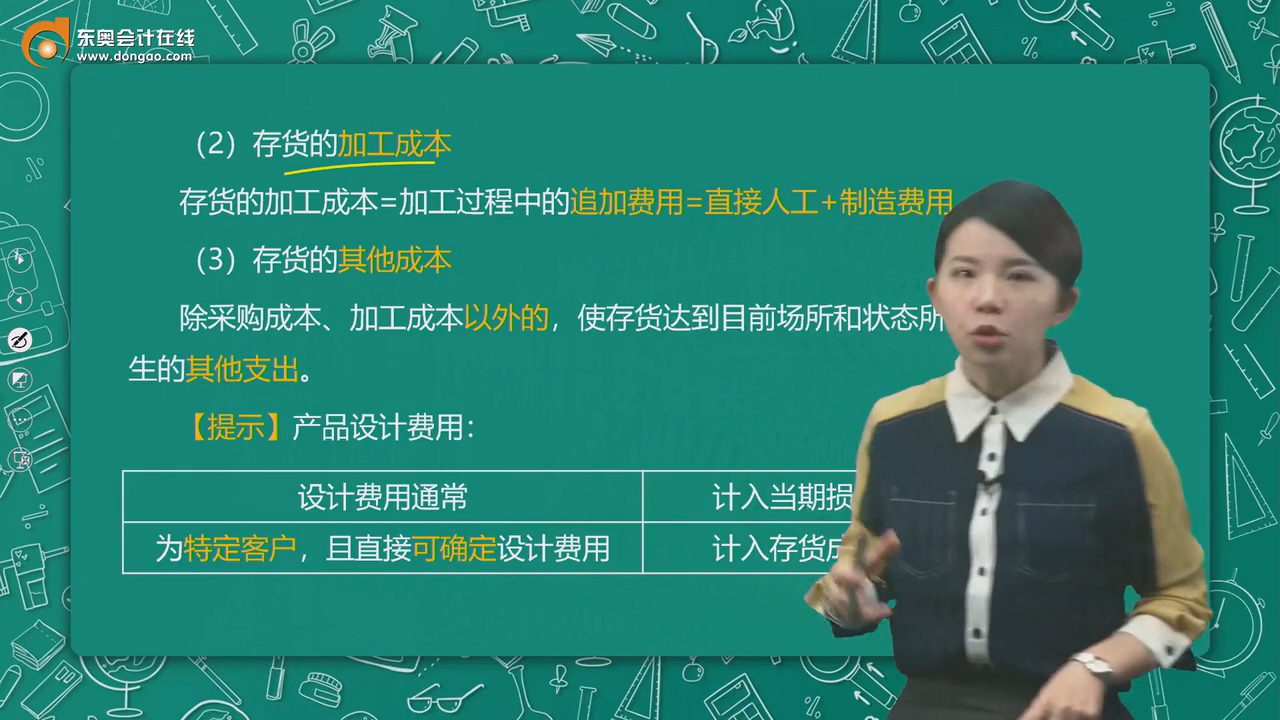 东奥会计在线
www.dongao.com
（2）存货的加工成本
存货的加工成本=加工过程中的追加费用=直接人工+制造费用
（3）存货的其他成本
除采购成本、加工成本以外的，使存货达到目前场所和状态所
生的其他支出。
【提示】产品设计费用：
设计费用通常 计入当期损
为特定客户，且直接可确定设计费用 计入存货成